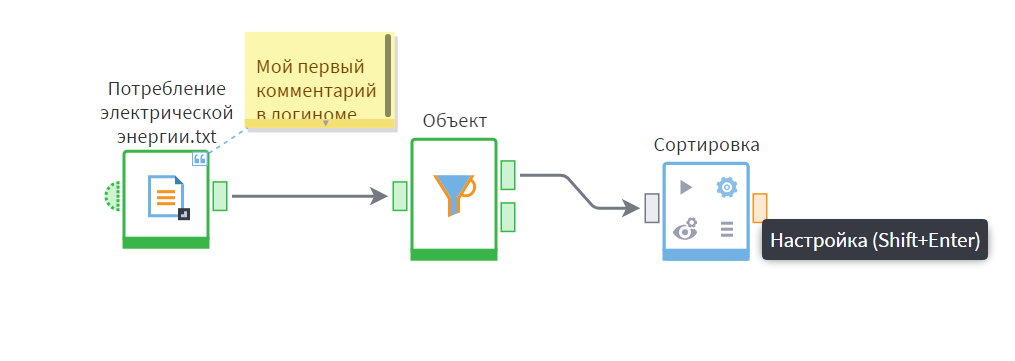 Мой первый
комментарий
в логиноме
Потребление
электрической
энергии.txt
Объект
Сортировка
Настройка (Shift+Enter)